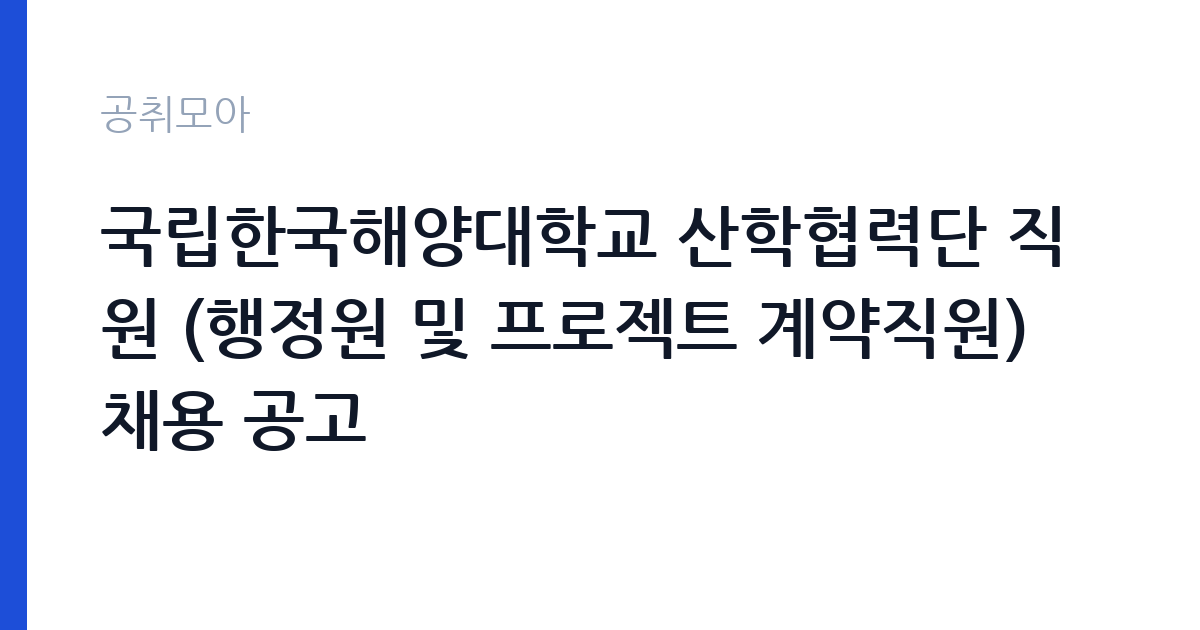 공취모아
국립한국해양대학교 산학협력단 직
원 (행정원 및 프로젝트 계약직원)
채용 공고